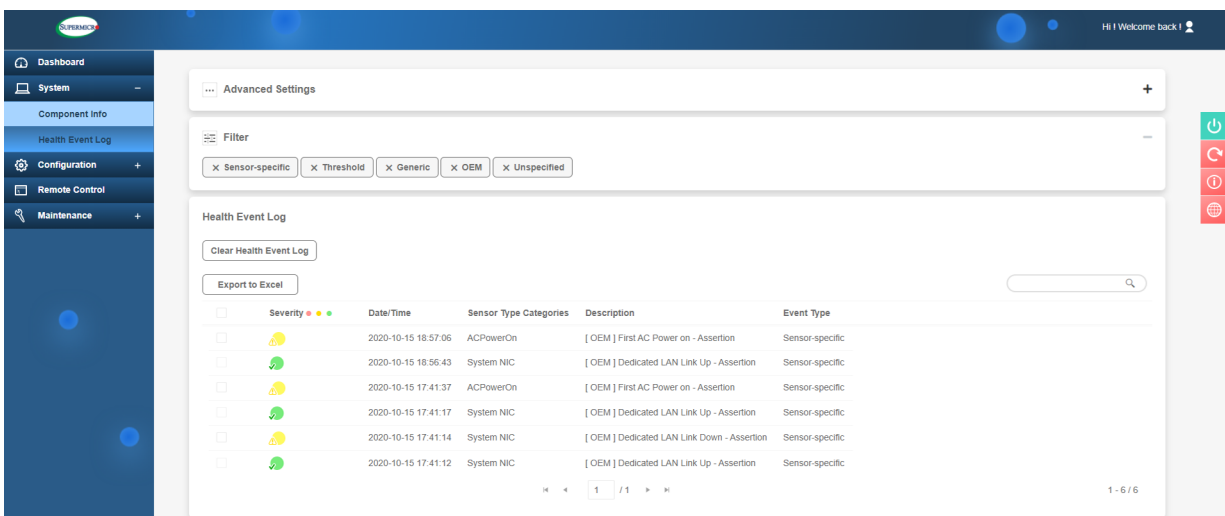 SUPERMICR
Hi ! Welcome back !
Dashboard
System −
Component Info
Health Event Log
Configuration +
Remote Control
Maintenance +
... Advanced Settings +
Filter −
× Sensor-specific × Threshold × Generic × OEM × Unspecified
Health Event Log
Clear Health Event Log
Export to Excel
Severity Date/Time Sensor Type Categories Description Event Type
2020-10-15 18:57:06 ACPowerOn [ OEM ] First AC Power on - Assertion Sensor-specific
2020-10-15 18:56:43 System NIC [ OEM ] Dedicated LAN Link Up - Assertion Sensor-specific
2020-10-15 17:41:37 ACPowerOn [ OEM ] First AC Power on - Assertion Sensor-specific
2020-10-15 17:41:17 System NIC [ OEM ] Dedicated LAN Link Up - Assertion Sensor-specific
2020-10-15 17:41:14 System NIC [ OEM ] Dedicated LAN Link Down - Assertion Sensor-specific
2020-10-15 17:41:12 System NIC [ OEM ] Dedicated LAN Link Up - Assertion Sensor-specific
1 / 1
1 - 6 / 6